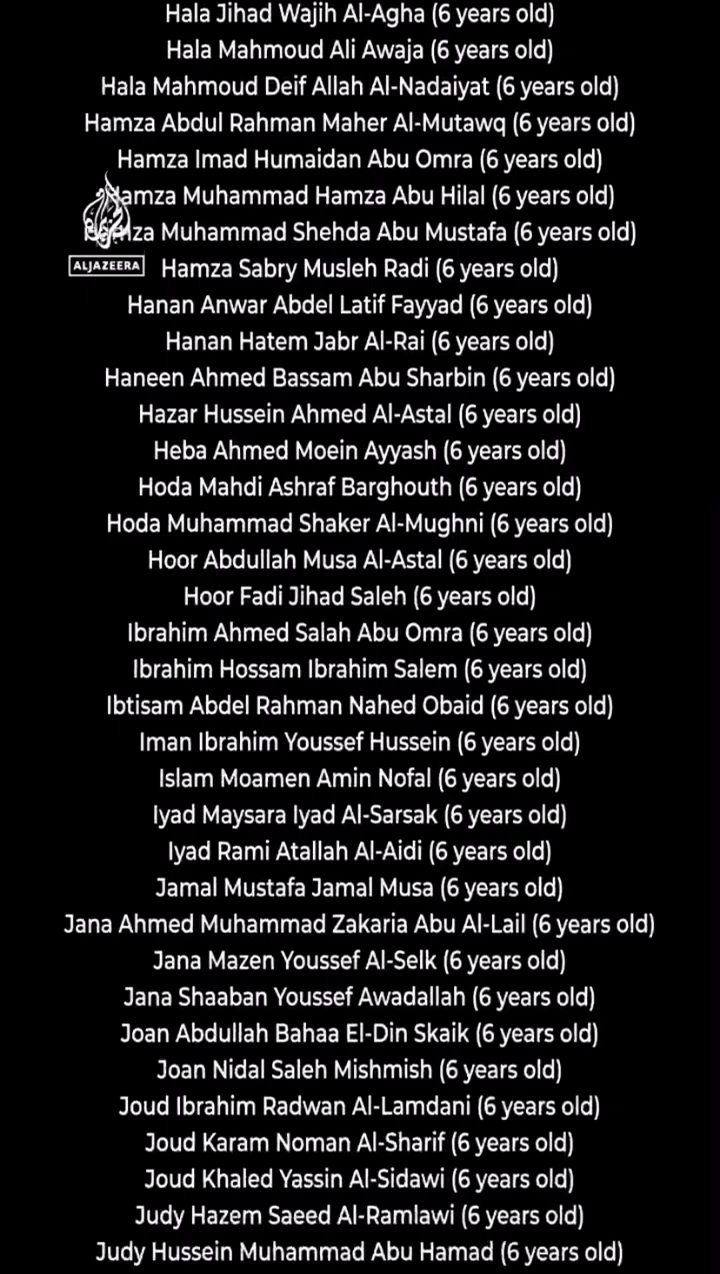 Hala Jihad Wajih Al-Agha (6 years old)
Hala Mahmoud Ali Awaja (6 years old)
Hala Mahmoud Deif Allah Al-Nadaiyat (6 years old)
Hamza Abdul Rahman Maher Al-Mutawq (6 years old)
Hamza Imad Humaidan Abu Omra (6 years old)
Hamza Muhammad Hamza Abu Hilal (6 years old)
Hamza Muhammad Shehda Abu Mustafa (6 years old)
ALJAZEERA
Hamza Sabry Musleh Radi (6 years old)
Hanan Anwar Abdel Latif Fayyad (6 years old)
Hanan Hatem Jabr Al-Rai (6 years old)
Haneen Ahmed Bassam Abu Sharbin (6 years old)
Hazar Hussein Ahmed Al-Astal (6 years old)
Heba Ahmed Moein Ayyash (6 years old)
Hoda Mahdi Ashraf Barghouth (6 years old)
Hoda Muhammad Shaker Al-Mughni (6 years old)
Hoor Abdullah Musa Al-Astal (6 years old)
Hoor Fadi Jihad Saleh (6 years old)
Ibrahim Ahmed Salah Abu Omra (6 years old)
Ibrahim Hossam Ibrahim Salem (6 years old)
Ibtisam Abdel Rahman Nahed Obaid (6 years old)
Iman Ibrahim Youssef Hussein (6 years old)
Islam Moamen Amin Nofal (6 years old)
Iyad Maysara Iyad Al-Sarsak (6 years old)
Iyad Rami Atallah Al-Aidi (6 years old)
Jamal Mustafa Jamal Musa (6 years old)
Jana Ahmed Muhammad Zakaria Abu Al-Lail (6 years old)
Jana Mazen Youssef Al-Selk (6 years old)
Jana Shaaban Youssef Awadallah (6 years old)
Joan Abdullah Bahaa El-Din Skaik (6 years old)
Joan Nidal Saleh Mishmish (6 years old)
Joud Ibrahim Radwan Al-Lamdani (6 years old)
Joud Karam Noman Al-Sharif (6 years old)
Joud Khaled Yassin Al-Sidawi (6 years old)
Judy Hazem Saeed Al-Ramlawi (6 years old)
Judy Hussein Muhammad Abu Hamad (6 years old)